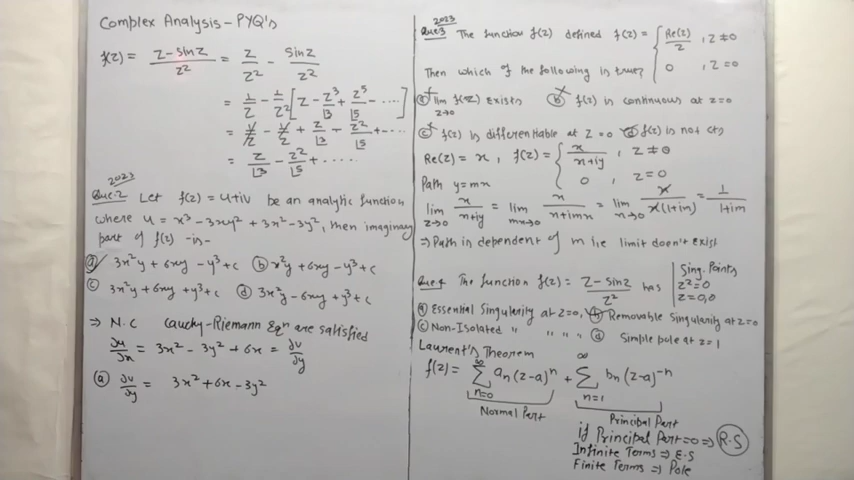 Complex Analysis - PYQ's
f(z) = z - sin z / z² = z/z² - sin z/z²
= 1/z - 1/z² [z - z³/⌊3 + z⁵/⌊5 - ....]
= 1/z - 1/z + z/⌊3 - z²/⌊5 + ...
= z/⌊3 - z²/⌊5 + ....
2023
Que:2 Let f(z) = u+iv be an analytic function
where u = x³ - 3xy² + 3x² - 3y², then imaginary
part of f(z) -is-
(a) 3x²y + 6xy - y³ + c (b) x²y + 6xy - y³ + c
(c) 3x²y + 6xy + y³ + c (d) 3x²y - 6xy + y³ + c
⇒ N.C Cauchy-Riemann Eqⁿ are satisfied
∂u/∂x = 3x² - 3y² + 6x = ∂v/∂y
(a) ∂v/∂y = 3x² + 6x - 3y²
2023
Que:3 The function f(z) defined f(z) = { Re(z)/z , z ≠ 0
0 , z = 0
Then which of the following is true?
(a) lim z→0 f(z) exists (b) f(z) is continuous at z=0
(c) f(z) is differentiable at z=0 (d) f(z) is not cts
Re(z) = x , f(z) = { x/x+iy , z ≠ 0
0 , z = 0
Path y = mx
lim z→0 x/x+iy = lim mx→0 x/x+imx = lim x→0 x/x(1+im) = 1/1+im
⇒ Path is dependent of m i.e limit doen't exist
Que 4 The function f(z) = z - sin z / z² has
Sing. Points
z² = 0
z = 0,0
(a) Essential Singularity at z=0, (b) Removable Singularity at z=0
(c) Non-Isolated " " " " (d) Simple pole at z=1
Laurent's Theorem
f(z) = ∞ Σ n=0 aₙ (z-a)ⁿ + ∞ Σ n=1 bₙ (z-a)⁻ⁿ
Normal Part
Principal Part
if Principal Part = 0 ⇒ R.S
Infinite Terms ⇒ E.S
Finite Terms ⇒ Pole